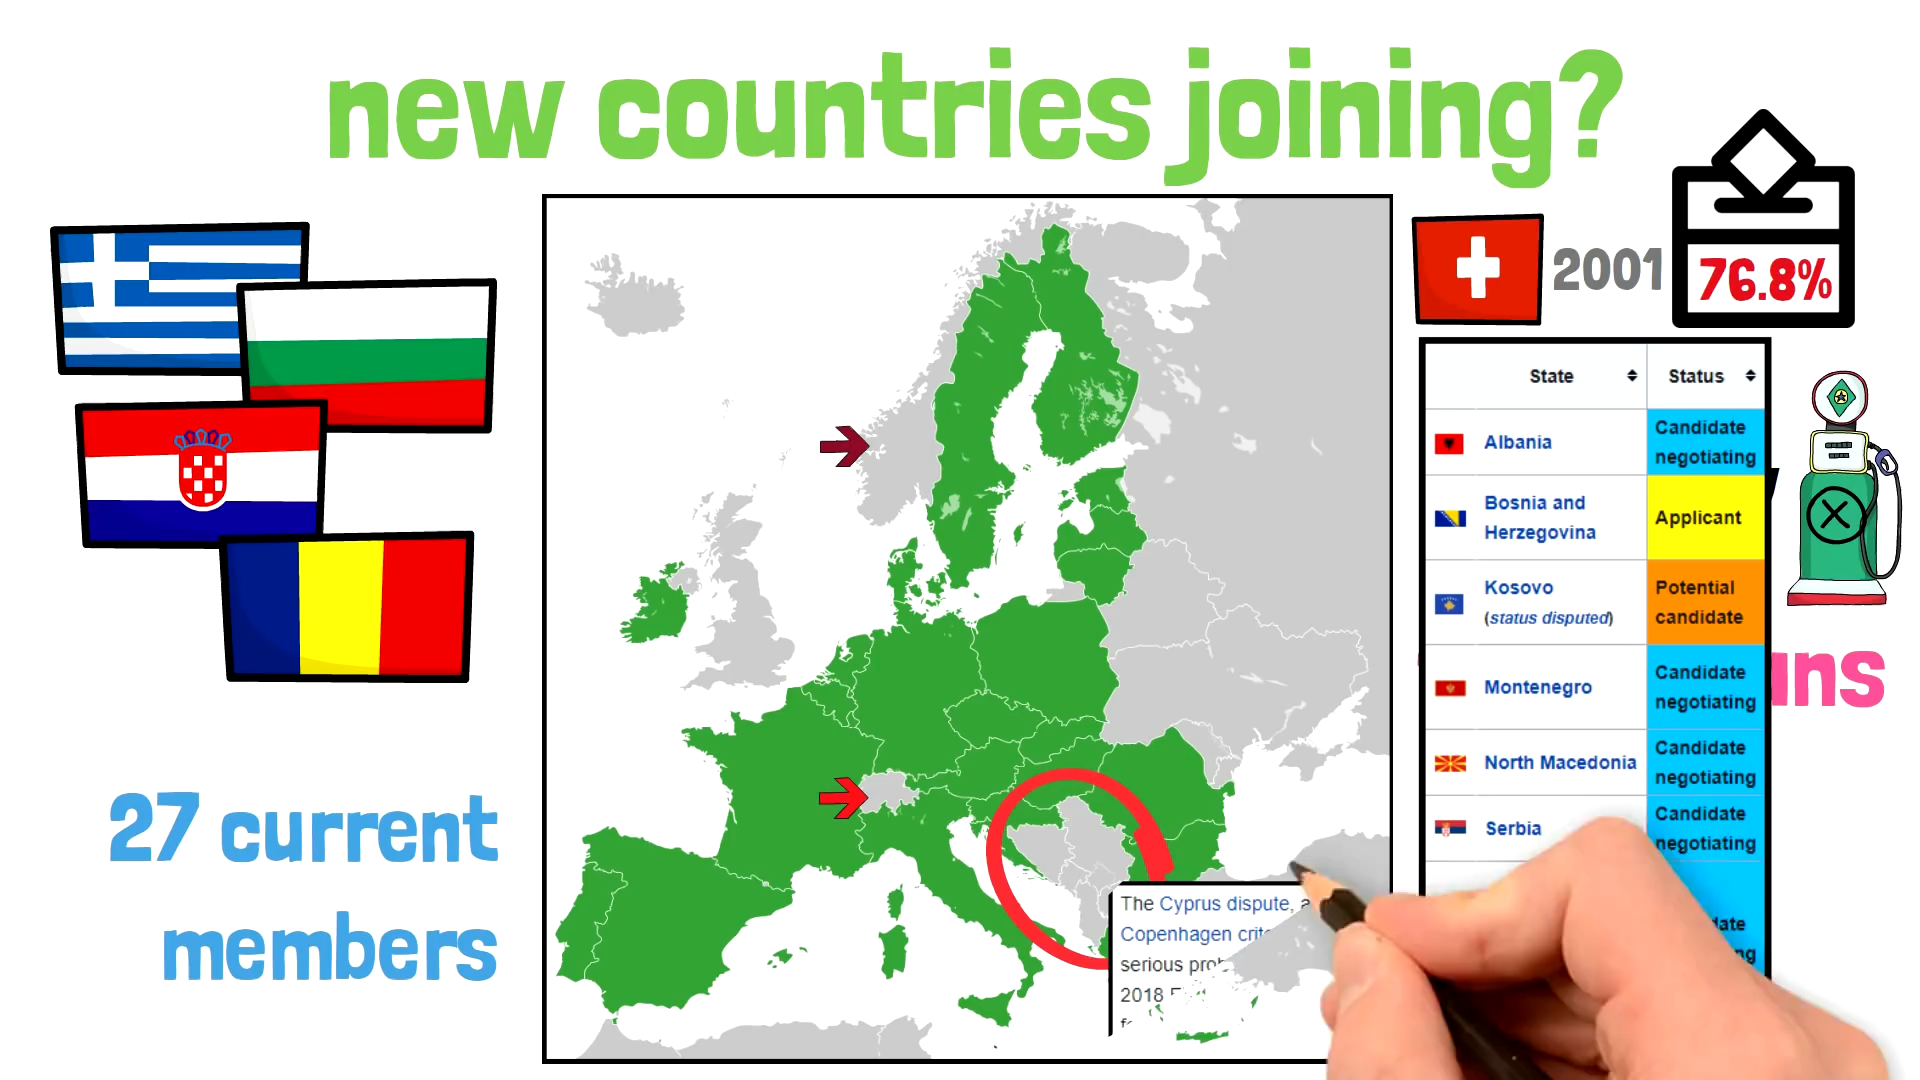 new countries joining?
2001
76.8%
State
Status
Albania
Candidate
negotiating
Bosnia and
Herzegovina
Applicant
Kosovo
(status disputed)
Potential
candidate
Montenegro
Candidate
negotiating
North Macedonia
Candidate
negotiating
Serbia
Candidate
negotiating
27 current
members
The Cyprus dispute,
Copenhagen
serious
2018